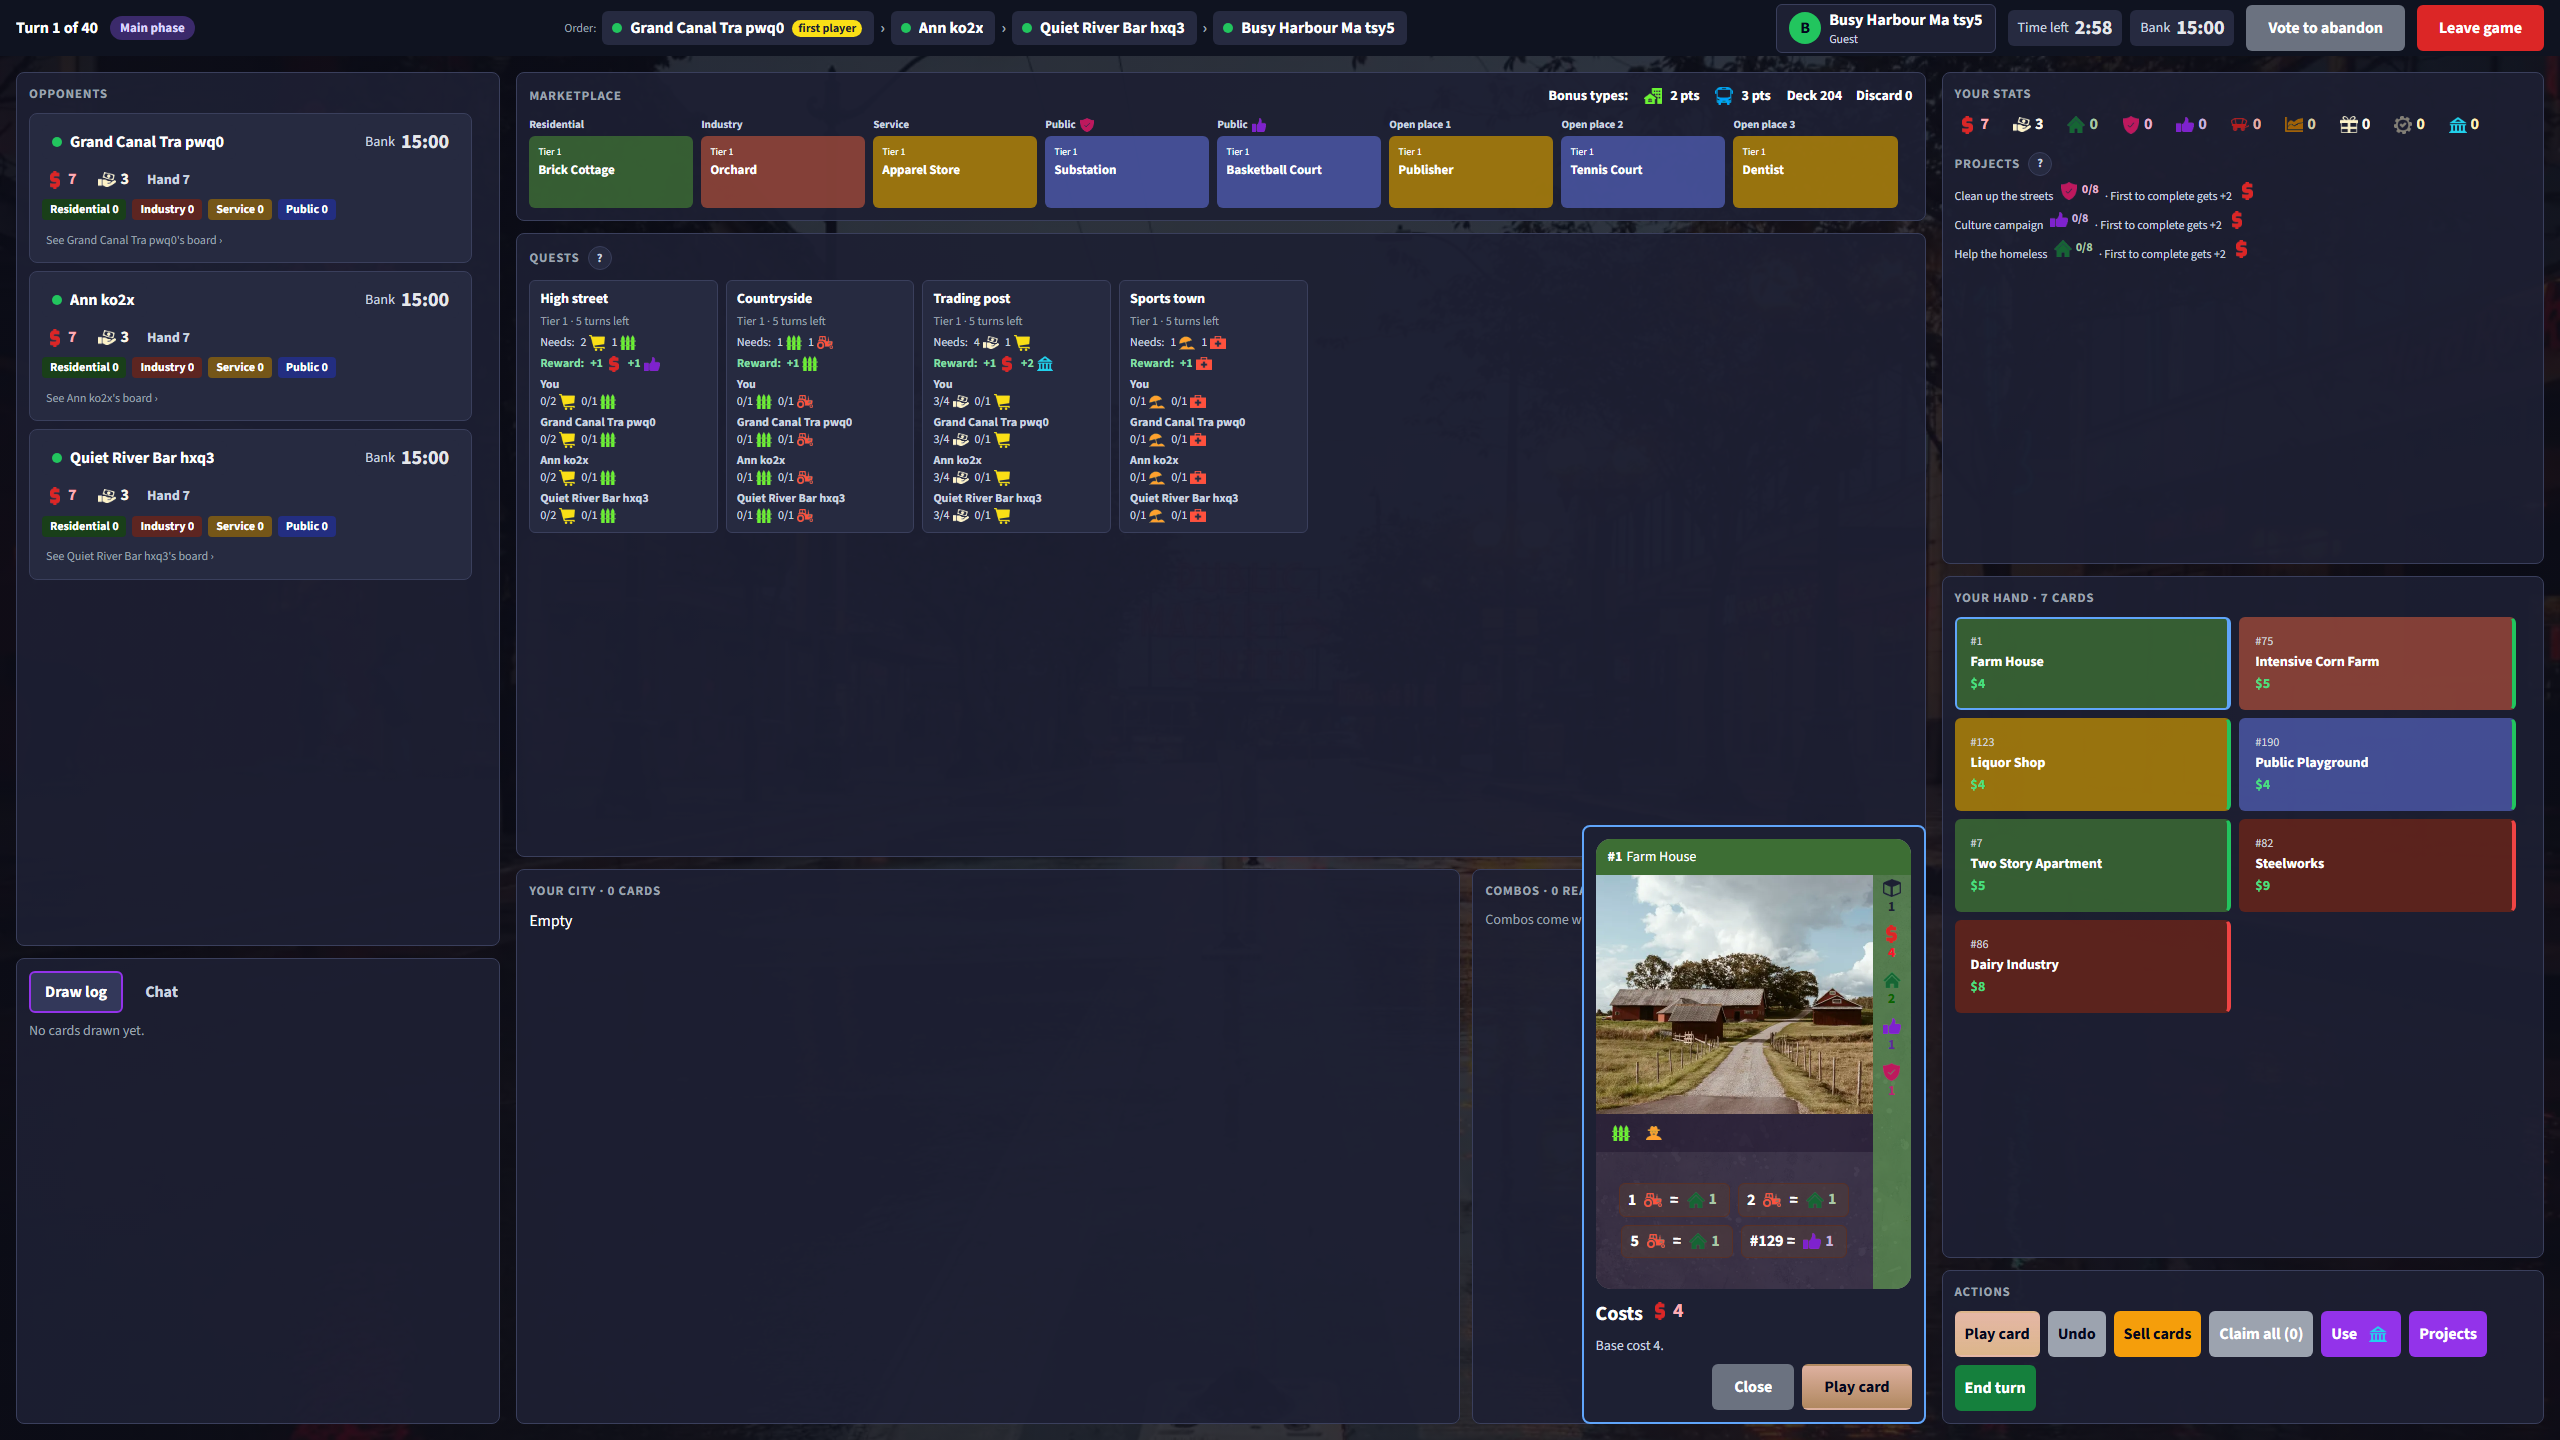 Turn 1 of 40 Main phase
Order: Grand Canal Tra pwq0 first player › Ann ko2x › Quiet River Bar hxq3 › Busy Harbour Ma tsy5
B Busy Harbour Ma tsy5
Guest
Time left 2:58
Bank 15:00
Vote to abandon
Leave game
OPPONENTS
Grand Canal Tra pwq0 Bank 15:00
7 3 Hand 7
Residential 0 Industry 0 Service 0 Public 0
See Grand Canal Tra pwq0's board ›
Ann ko2x Bank 15:00
7 3 Hand 7
Residential 0 Industry 0 Service 0 Public 0
See Ann ko2x's board ›
Quiet River Bar hxq3 Bank 15:00
7 3 Hand 7
Residential 0 Industry 0 Service 0 Public 0
See Quiet River Bar hxq3's board ›
Draw log Chat
No cards drawn yet.
MARKETPLACE
Bonus types: 2 pts 3 pts Deck 204 Discard 0
Residential
Tier 1
Brick Cottage
Industry
Tier 1
Orchard
Service
Tier 1
Apparel Store
Public
Tier 1
Substation
Public
Tier 1
Basketball Court
Open place 1
Tier 1
Publisher
Open place 2
Tier 1
Tennis Court
Open place 3
Tier 1
Dentist
QUESTS ?
High street
Tier 1 · 5 turns left
Needs: 2 1
Reward: +1 +1
You
0/2 0/1
Grand Canal Tra pwq0
0/2 0/1
Ann ko2x
0/2 0/1
Quiet River Bar hxq3
0/2 0/1
Countryside
Tier 1 · 5 turns left
Needs: 1 1
Reward: +1
You
0/1 0/1
Grand Canal Tra pwq0
0/1 0/1
Ann ko2x
0/1 0/1
Quiet River Bar hxq3
0/1 0/1
Trading post
Tier 1 · 5 turns left
Needs: 4 1
Reward: +1 +2
You
3/4 0/1
Grand Canal Tra pwq0
3/4 0/1
Ann ko2x
3/4 0/1
Quiet River Bar hxq3
3/4 0/1
Sports town
Tier 1 · 5 turns left
Needs: 1 1
Reward: +1
You
0/1 0/1
Grand Canal Tra pwq0
0/1 0/1
Ann ko2x
0/1 0/1
Quiet River Bar hxq3
0/1 0/1
YOUR CITY · 0 CARDS
Empty
COMBOS · 0
Combos come
#1 Farm House
1
4
2
1
1
1 = 1 2 = 1
5 = 1 #129 = 1
Costs $ 4
Base cost 4.
Close Play card
YOUR STATS
7 3 0 0 0 0 0 0 0 0
PROJECTS ?
Clean up the streets 0/8 · First to complete gets +2
Culture campaign 0/8 · First to complete gets +2
Help the homeless 0/8 · First to complete gets +2
YOUR HAND · 7 CARDS
#1
Farm House
$4
#75
Intensive Corn Farm
$5
#123
Liquor Shop
$4
#190
Public Playground
$4
#7
Two Story Apartment
$5
#82
Steelworks
$9
#86
Dairy Industry
$8
ACTIONS
Play card Undo Sell cards Claim all (0) Use Projects
End turn